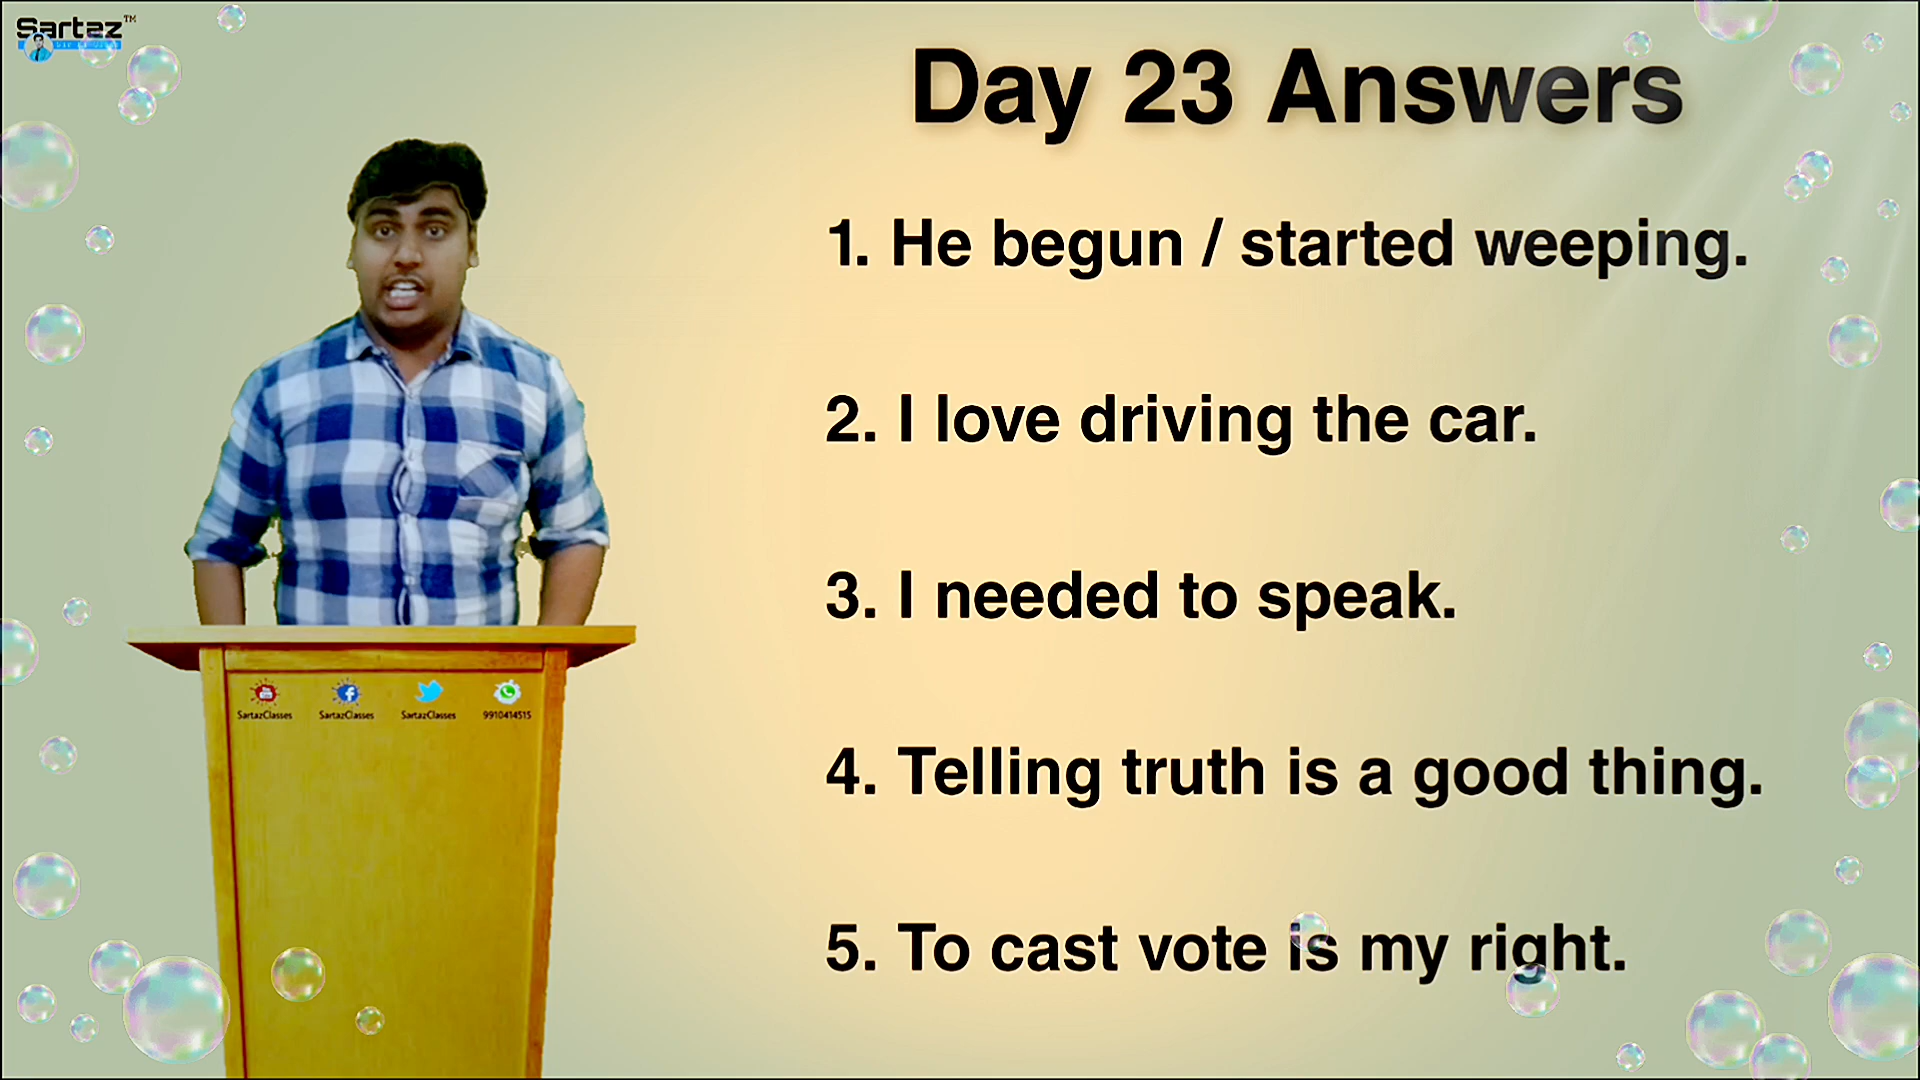 Sartaz™
Day 23 Answers
1. He begun / started weeping.
2. I love driving the car.
3. I needed to speak.
4. Telling truth is a good thing.
5. To cast vote is my right.
SartazClasses SartazClasses SartazClasses 9910414515